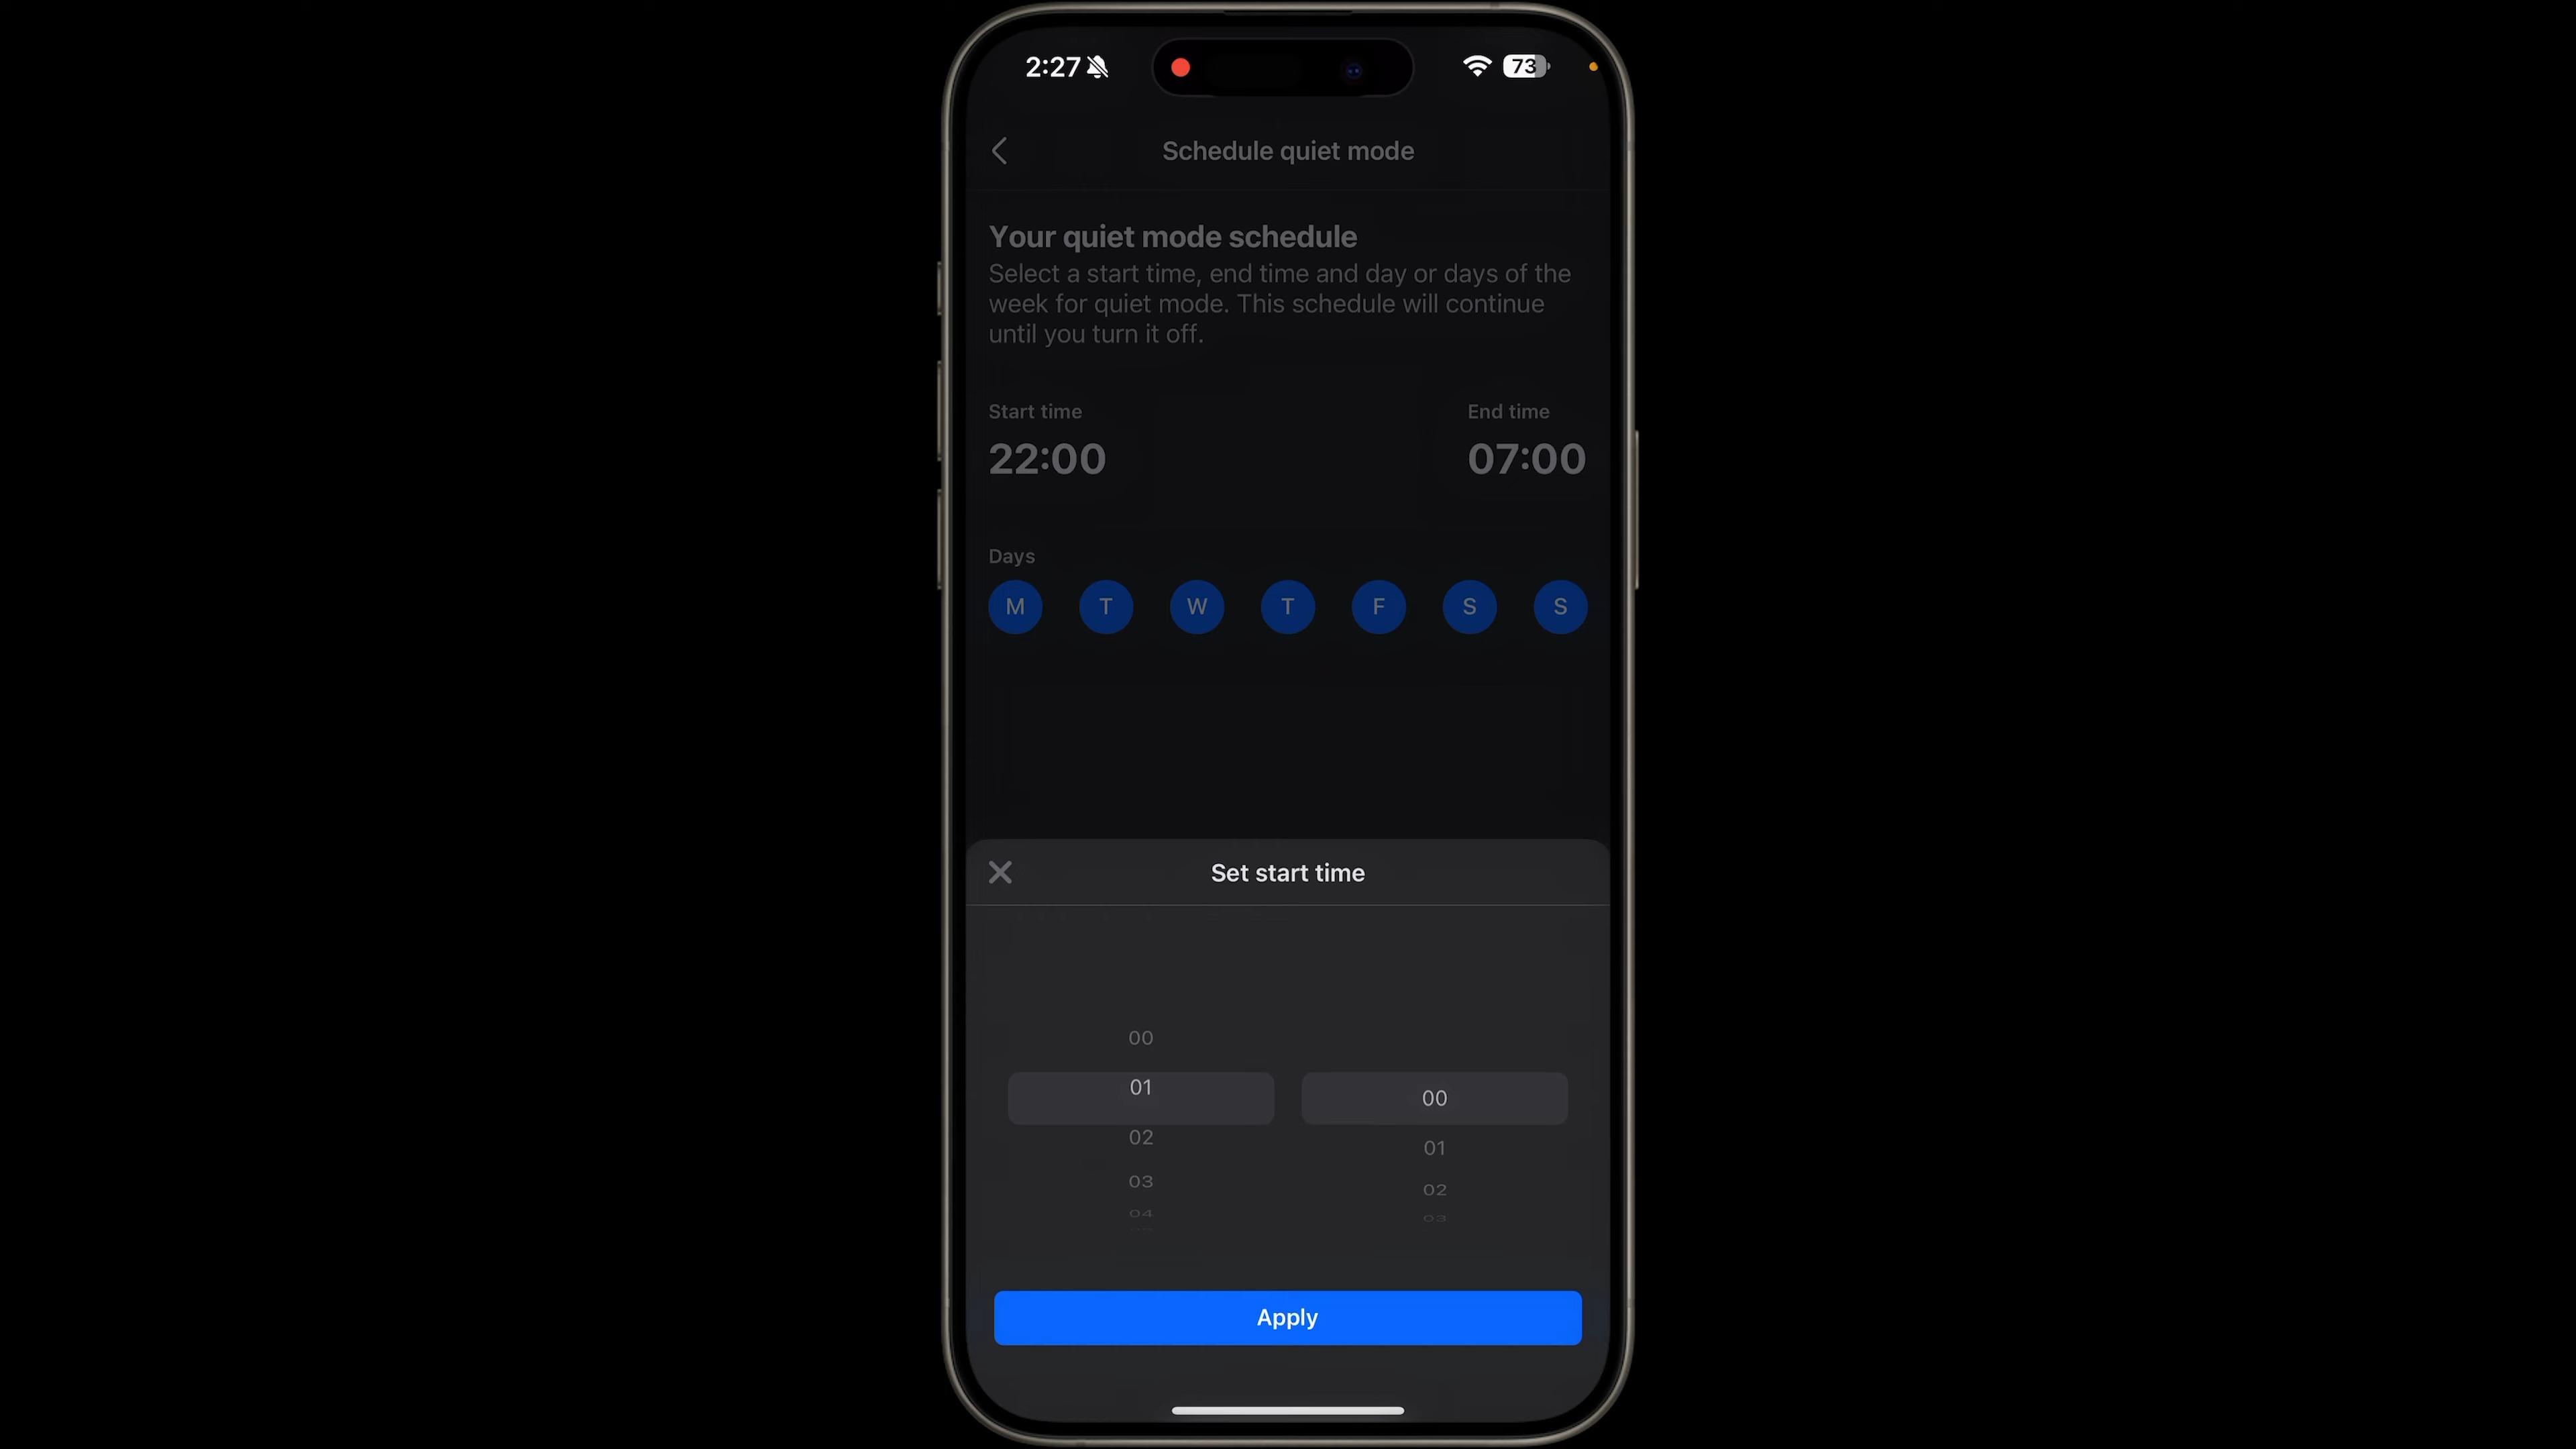 2:27
73
Schedule quiet mode
Your quiet mode schedule
Select a start time, end time and day or days of the
week for quiet mode. This schedule will continue
until you turn it off.
Start time
End time
22:00
07:00
Days
M T W T F S S
Set start time
00
01
00
02
01
03
02
04
03
Apply